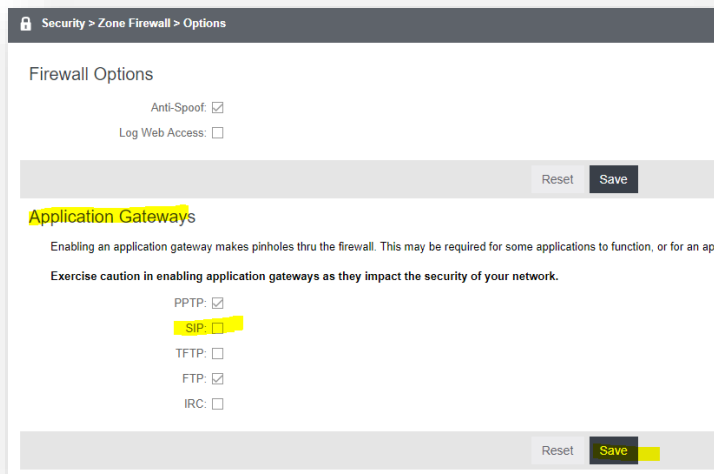 Security > Zone Firewall > Options
Firewall Options
Anti-Spoof:
Log Web Access:
Reset Save
Application Gateways
Enabling an application gateway makes pinholes thru the firewall. This may be required for some applications to function, or for an ap
Exercise caution in enabling application gateways as they impact the security of your network.
PPTP:
SIP:
TFTP:
FTP:
IRC:
Reset Save